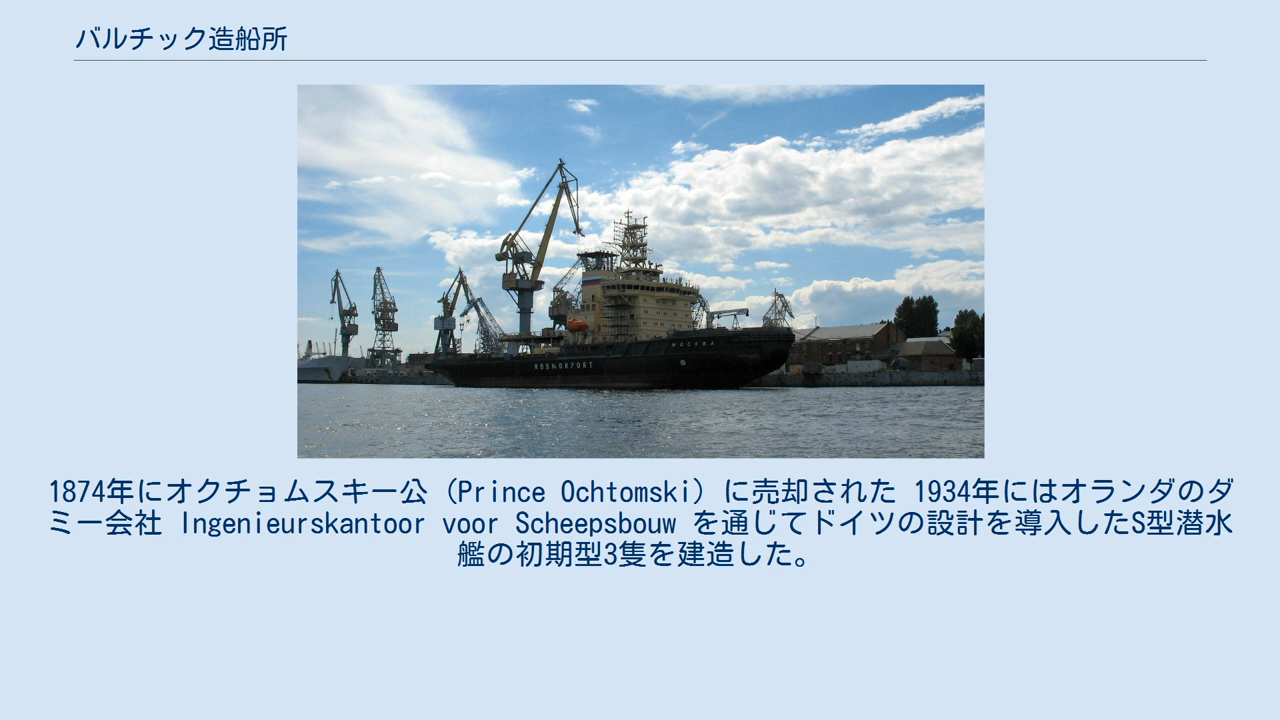 バルチック造船所
ROSMORPORT
МОСКВА
1874年にオクチョムスキー公（Prince Ochtomski）に売却された 1934年にはオランダのダ
ミー会社 Ingenieurskantoor voor Scheepsbouw を通じてドイツの設計を導入したS型潜水
艦の初期型3隻を建造した。